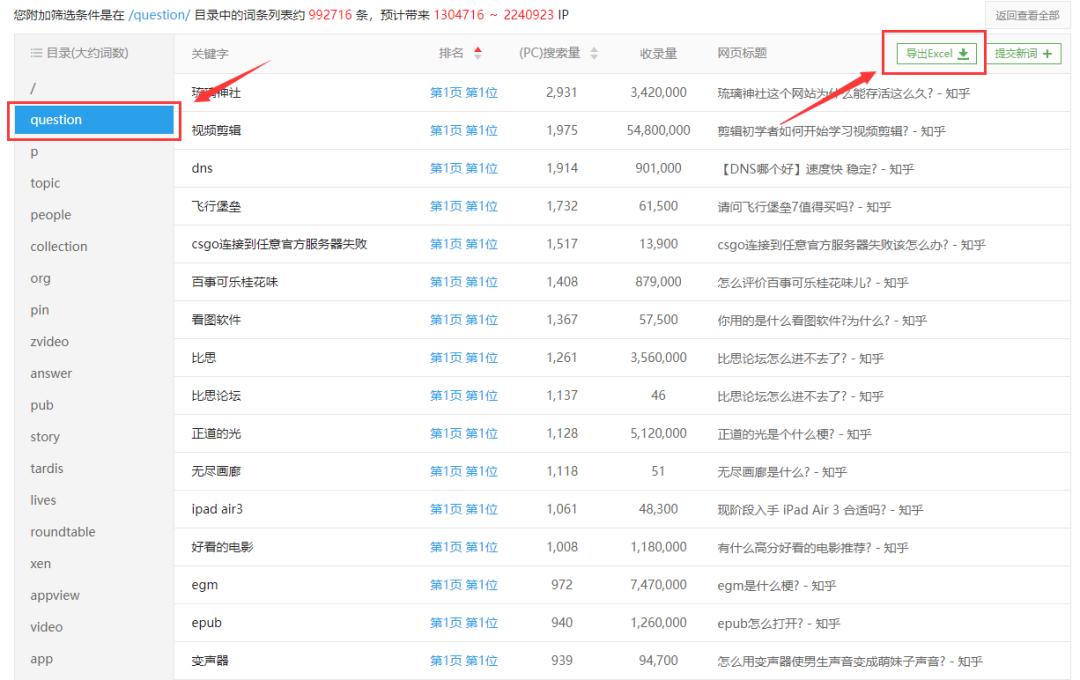 您附加筛选条件是在 /question/ 目录中的词条列表约 992716 条，预计带来 1304716 ~ 2240923 IP
返回查看全部
目录(大约词数) 关键字 排名 (PC)搜索量 收录量 网页标题 导出Excel 提交新词 +
/
琉璃神社 第1页 第1位 2,931 3,420,000 琉璃神社这个网站为什么能存活这么久? - 知乎
question
视频剪辑 第1页 第1位 1,975 54,800,000 剪辑初学者如何开始学习视频剪辑? - 知乎
p
dns 第1页 第1位 1,914 901,000 【DNS哪个好】速度快 稳定? - 知乎
topic
飞行堡垒 第1页 第1位 1,732 61,500 请问飞行堡垒7值得买吗? - 知乎
people
csgo连接到任意官方服务器失败 第1页 第1位 1,517 13,900 csgo连接到任意官方服务器失败该怎么办? - 知乎
collection
百事可乐桂花味 第1页 第1位 1,408 879,000 怎么评价百事可乐桂花味儿? - 知乎
org
看图软件 第1页 第1位 1,367 57,500 你用的是什么看图软件?为什么? - 知乎
pin
zvideo
比思 第1页 第1位 1,261 3,560,000 比思论坛怎么进不去了? - 知乎
answer
比思论坛 第1页 第1位 1,137 46 比思论坛怎么进不去了? - 知乎
pub
正道的光 第1页 第1位 1,128 5,120,000 正道的光是个什么梗? - 知乎
story
无尽画廊 第1页 第1位 1,118 51 无尽画廊是什么? - 知乎
tardis
lives
ipad air3 第1页 第1位 1,061 48,300 现阶段入手 iPad Air 3 合适吗? - 知乎
roundtable
好看的电影 第1页 第1位 1,008 1,180,000 有什么高分好看的电影推荐? - 知乎
xen
egm 第1页 第1位 972 7,470,000 egm是什么梗? - 知乎
appview
epub 第1页 第1位 940 1,260,000 epub怎么打开? - 知乎
video
变声器 第1页 第1位 939 94,700 怎么用变声器使男生声音变成萌妹子声音? - 知乎
app